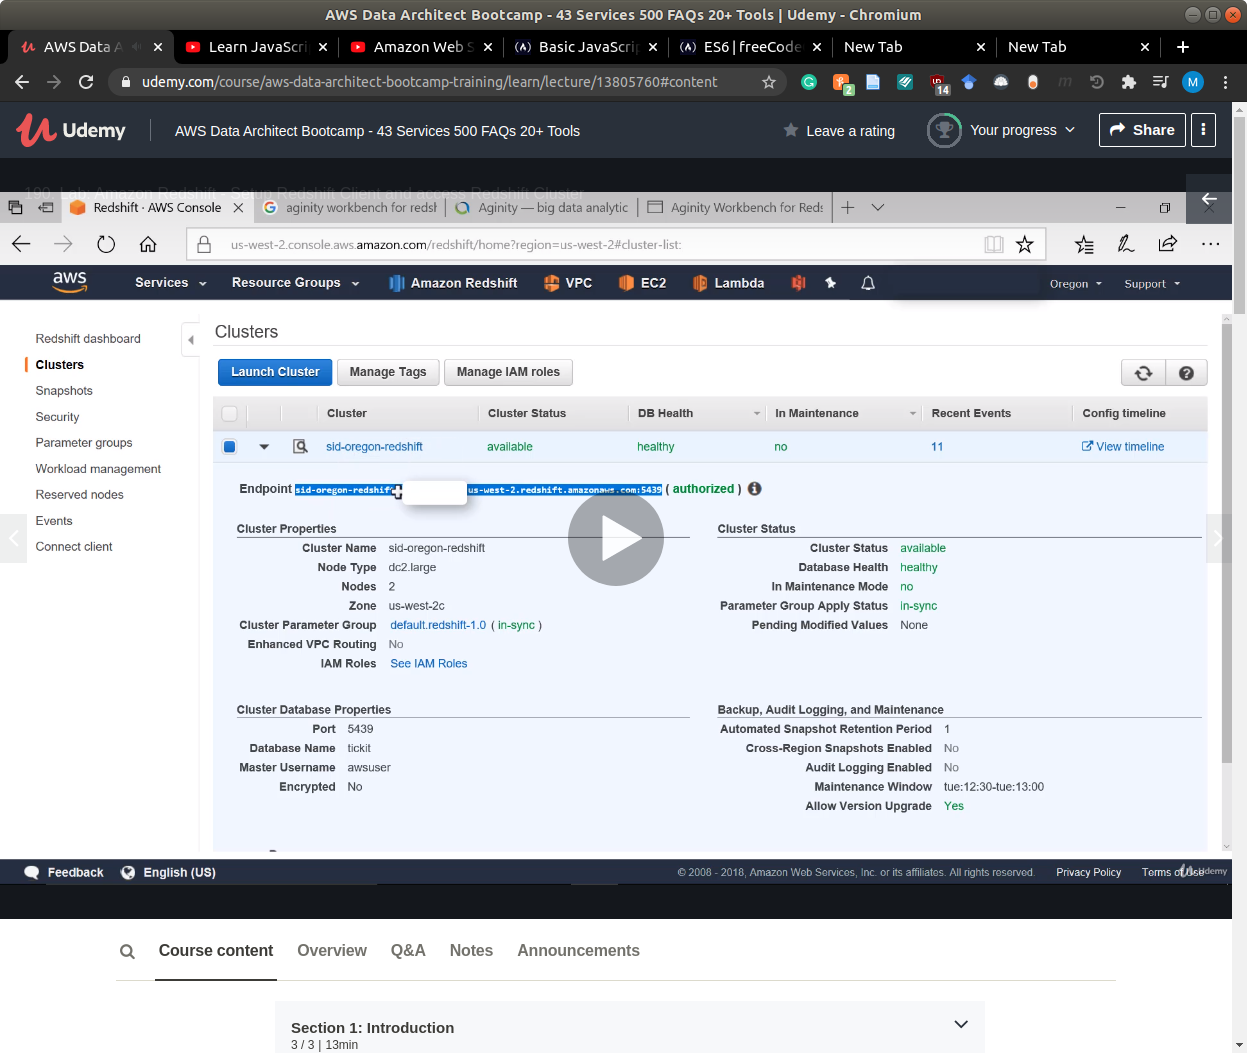 AWS Data Architect Bootcamp - 43 Services 500 FAQs 20+ Tools | Udemy - Chromium
AWS Data A
Learn JavaScri
Amazon Web S
Basic JavaScrip
ES6 | freeCode
New Tab
New Tab
udemy.com/course/aws-data-architect-bootcamp-training/learn/lecture/13805760#content
2
14
M
Udemy
AWS Data Architect Bootcamp - 43 Services 500 FAQs 20+ Tools
Leave a rating
Your progress
Share
190. Lab: Amazon Redshift - Setup Redshift Client and access Redshift Cluster
Redshift · AWS Console
aginity workbench for redsh
Aginity — big data analytic
Aginity Workbench for Reds
us-west-2.console.aws.amazon.com/redshift/home?region=us-west-2#cluster-list:
aws
Services
Resource Groups
Amazon Redshift
VPC
EC2
Lambda
Oregon
Support
Redshift dashboard
Clusters
Snapshots
Security
Parameter groups
Workload management
Reserved nodes
Events
Connect client
Clusters
Launch Cluster
Manage Tags
Manage IAM roles
Cluster
Cluster Status
DB Health
In Maintenance
Recent Events
Config timeline
sid-oregon-redshift
available
healthy
no
11
View timeline
Endpoint sid-oregon-redshif us-west-2.redshift.amazonaws.com:5439 ( authorized )
Cluster Properties
Cluster Name sid-oregon-redshift
Node Type dc2.large
Nodes 2
Zone us-west-2c
Cluster Parameter Group default.redshift-1.0 ( in-sync )
Enhanced VPC Routing No
IAM Roles See IAM Roles
Cluster Status
Cluster Status available
Database Health healthy
In Maintenance Mode no
Parameter Group Apply Status in-sync
Pending Modified Values None
Cluster Database Properties
Port 5439
Database Name tickit
Master Username awsuser
Encrypted No
Backup, Audit Logging, and Maintenance
Automated Snapshot Retention Period 1
Cross-Region Snapshots Enabled No
Audit Logging Enabled No
Maintenance Window tue:12:30-tue:13:00
Allow Version Upgrade Yes
Feedback
English (US)
© 2008 - 2018, Amazon Web Services, Inc. or its affiliates. All rights reserved.
Privacy Policy
Terms of Use
Udemy
Course content
Overview
Q&A
Notes
Announcements
Section 1: Introduction
3 / 3 | 13min